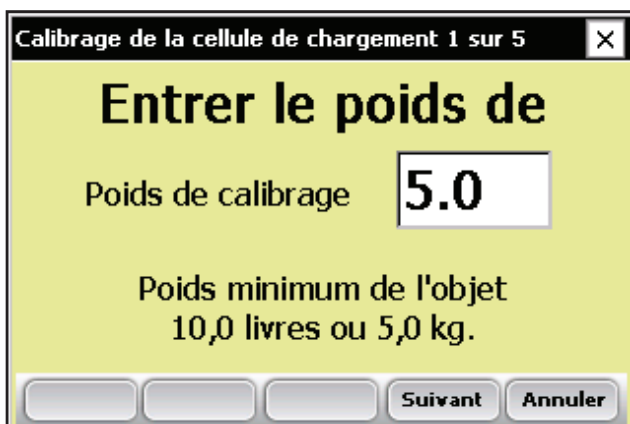 Calibrage de la cellule de chargement 1 sur 5
Entrer le poids de
Poids de calibrage 5.0
Poids minimum de l'objet
10,0 livres ou 5,0 kg.
Suivant Annuler